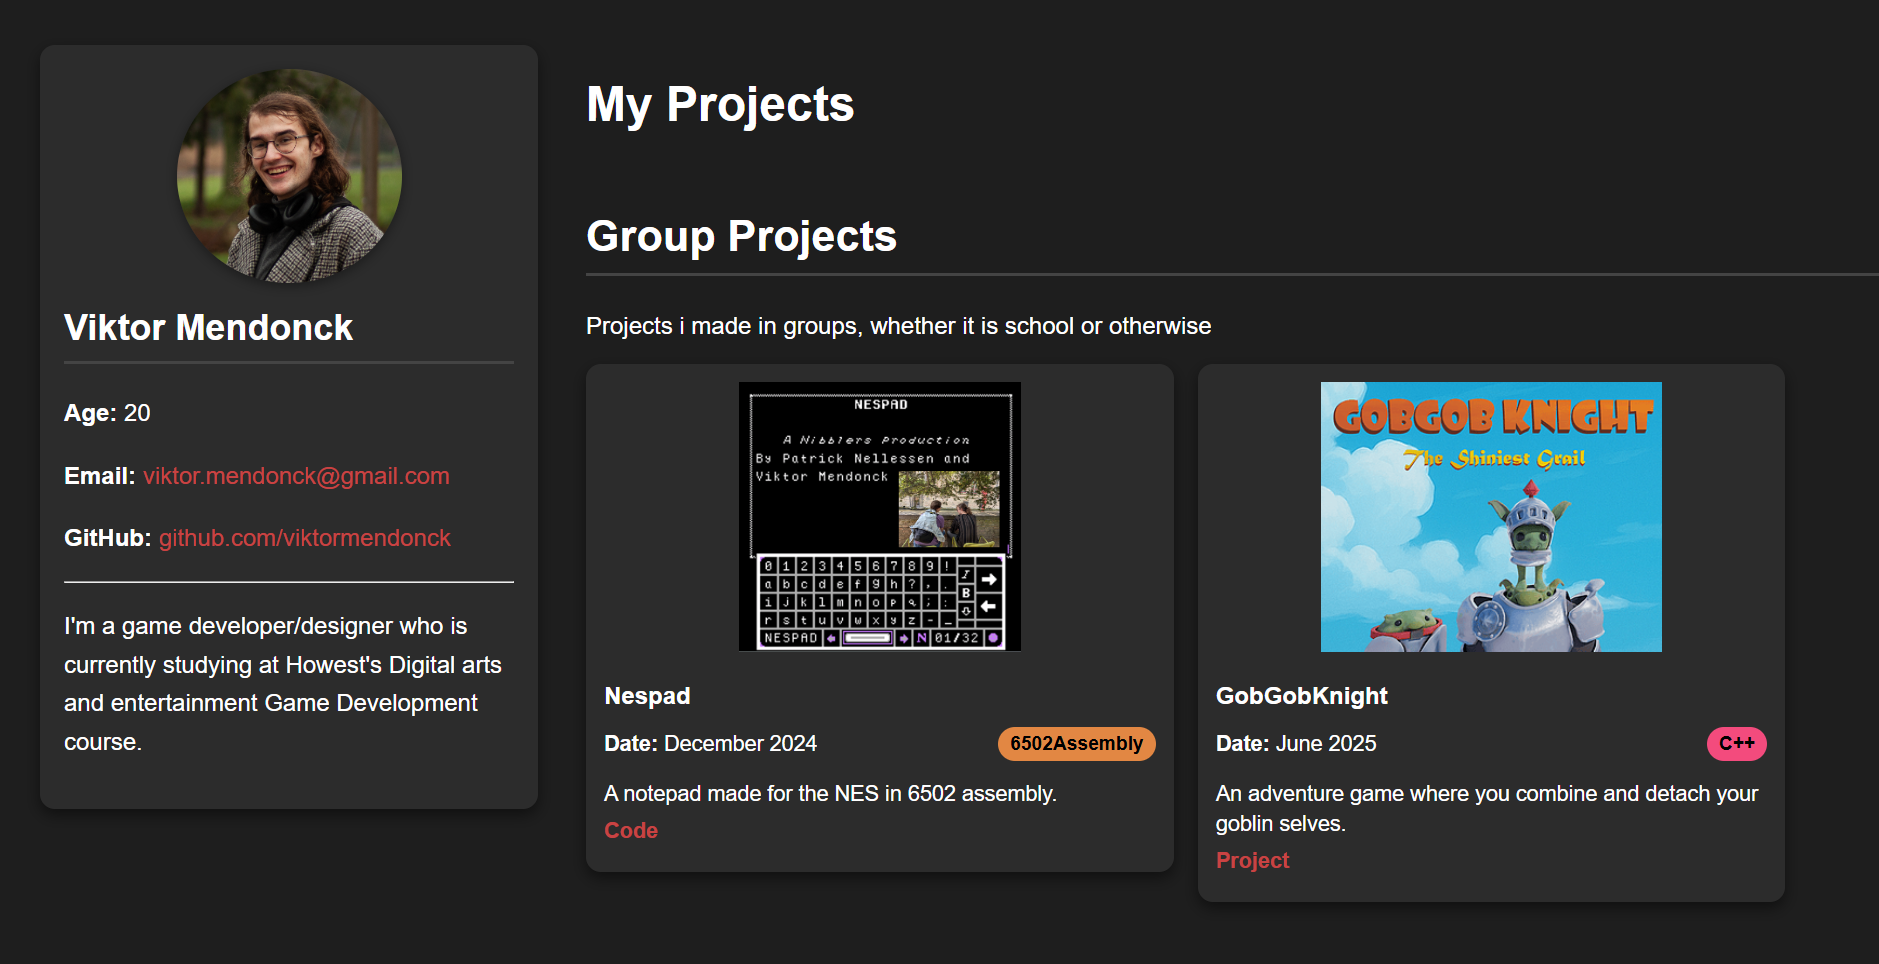 Viktor Mendonck
Age: 20
Email: viktor.mendonck@gmail.com
GitHub: github.com/viktormendonck
I'm a game developer/designer who is
currently studying at Howest's Digital arts
and entertainment Game Development
course.
My Projects
Group Projects
Projects i made in groups, whether it is school or otherwise
NESPAD
A Nibblers Production
By Patrick Nellessen and
Viktor Mendonck
0 1 2 3 4 5 6 7 8 9 ! I
a b c d e f g h ? , .
B
i j k l m n o p q ; :
r s t u v w x y z - _
NESPAD N 01/32
Nespad
Date: December 2024 6502Assembly
A notepad made for the NES in 6502 assembly.
Code
GOBGOB KNIGHT
The Shiniest Grail
GobGobKnight
Date: June 2025 C++
An adventure game where you combine and detach your
goblin selves.
Project